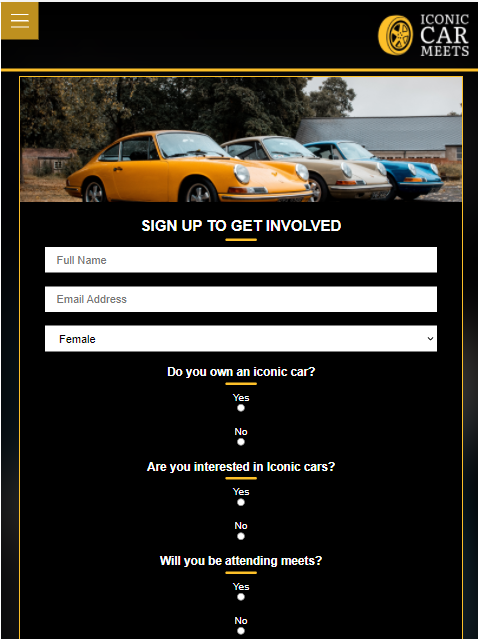 ICONIC
CAR
MEETS
SIGN UP TO GET INVOLVED
Full Name
Email Address
Female
Do you own an iconic car?
Yes
No
Are you interested in Iconic cars?
Yes
No
Will you be attending meets?
Yes
No